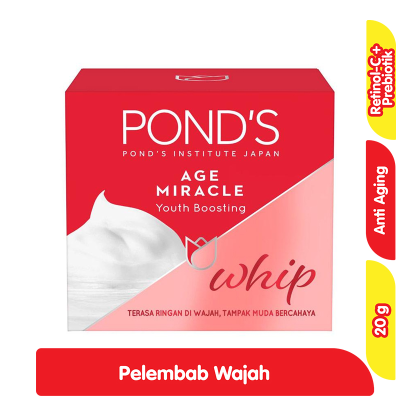 POND'S
POND'S INSTITUTE JAPAN
AGE
MIRACLE
Youth Boosting
whip
TERASA RINGAN DI WAJAH, TAMPAK MUDA BERCAHAYA
Retinol-C +
Prebiotik
Anti Aging
20 g
Pelembab Wajah